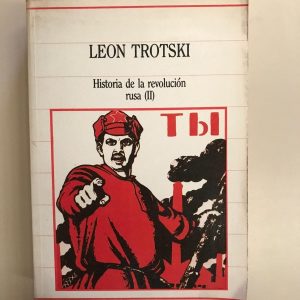 LEON TROTSKI
Historia de la revolución
rusa (II)
ТЫ